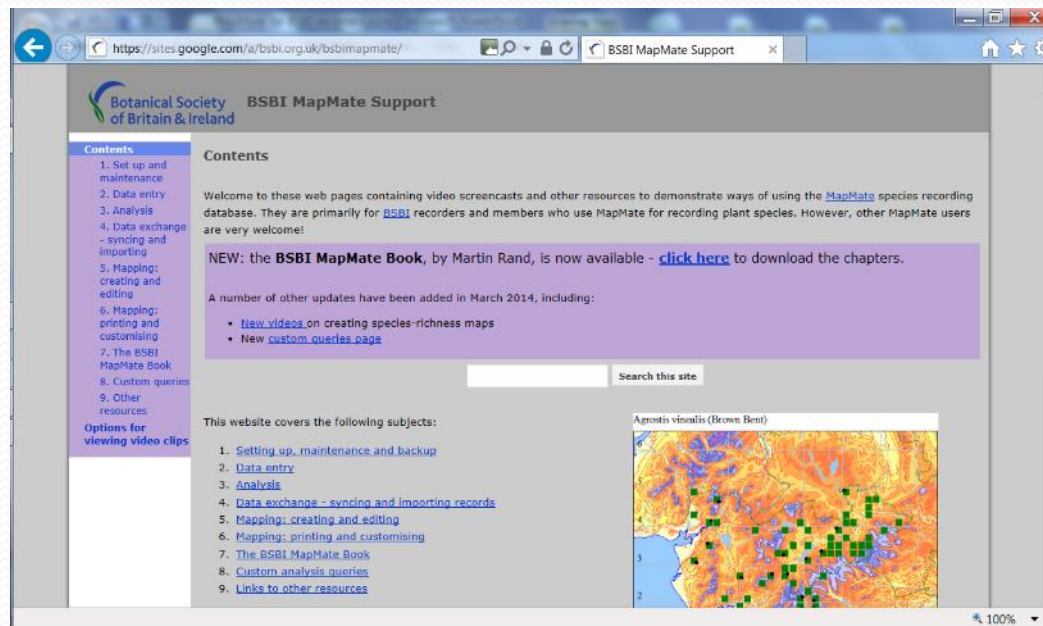 https://sites.google.com/a/bsbi.org.uk/bsbimapmate/
BSBI MapMate Support
Botanical Society
of Britain & Ireland
BSBI MapMate Support
Contents
1. Set up and
maintenance
2. Data entry
3. Analysis
4. Data exchange
- syncing and
importing
5. Mapping:
creating and
editing
6. Mapping:
printing and
customising
7. The BSBI
MapMate Book
8. Custom queries
9. Other
resources
Options for
viewing video clips
Contents
Welcome to these web pages containing video screencasts and other resources to demonstrate ways of using the MapMate species recording
database. They are primarily for BSBI recorders and members who use MapMate for recording plant species. However, other MapMate users
are very welcome!
NEW: the BSBI MapMate Book, by Martin Rand, is now available - click here to download the chapters.
A number of other updates have been added in March 2014, including:
• New videos on creating species-richness maps
• New custom queries page
Search this site
This website covers the following subjects:
1. Setting up, maintenance and backup
2. Data entry
3. Analysis
4. Data exchange - syncing and importing records
5. Mapping: creating and editing
6. Mapping: printing and customising
7. The BSBI MapMate Book
8. Custom analysis queries
9. Links to other resources
Agrostis vinealis (Brown Bent)
6
4
3
2
100%